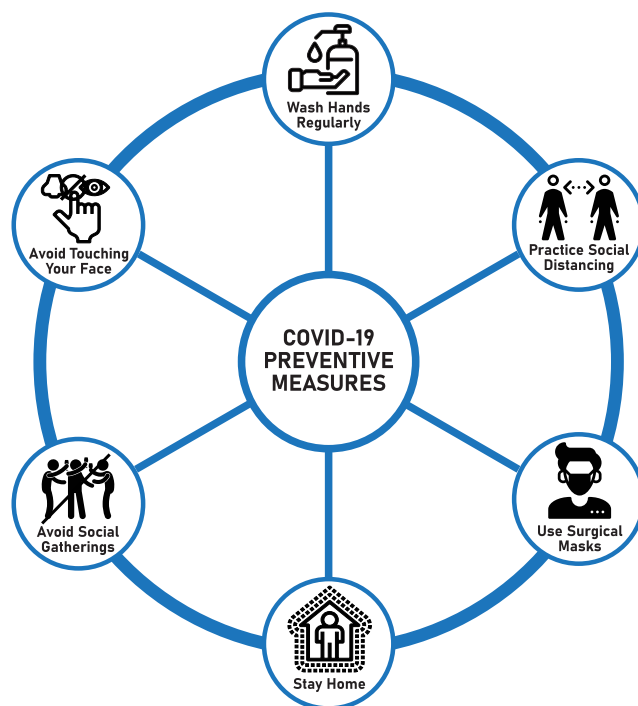 Wash Hands
Regularly
Avoid Touching
Your Face
Practice Social
Distancing
COVID-19
PREVENTIVE
MEASURES
Avoid Social
Gatherings
Use Surgical
Masks
Stay Home